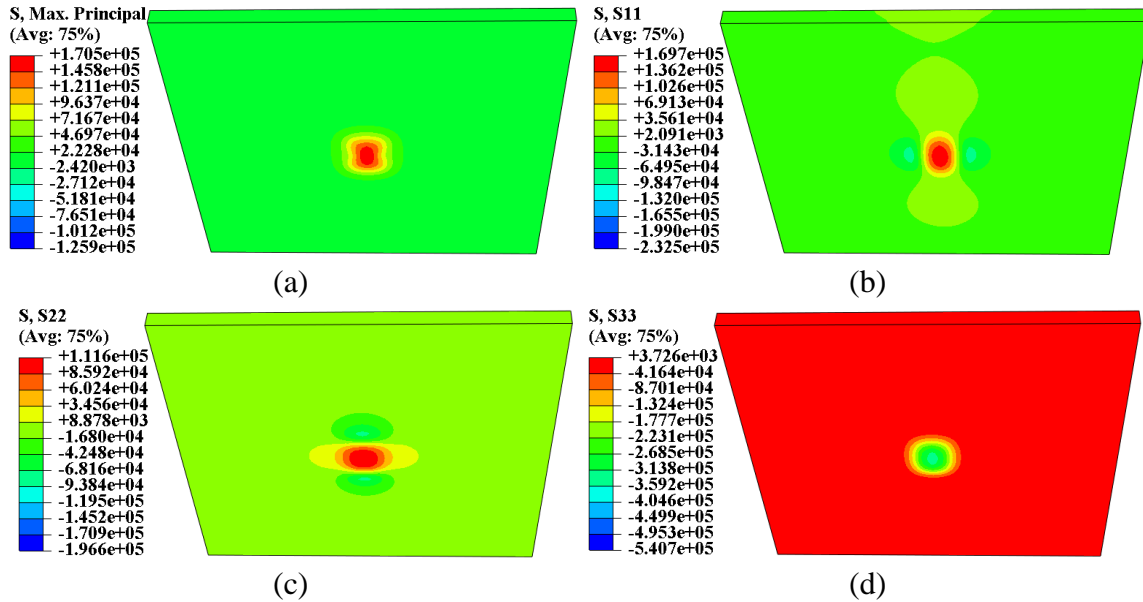 S, Max. Principal
(Avg: 75%)
+1.705e+05
+1.458e+05
+1.211e+05
+9.637e+04
+7.167e+04
+4.697e+04
+2.228e+04
-2.420e+03
-2.712e+04
-5.181e+04
-7.651e+04
-1.012e+05
-1.259e+05
(a)
S, S11
(Avg: 75%)
+1.697e+05
+1.362e+05
+1.026e+05
+6.913e+04
+3.561e+04
+2.091e+03
-3.143e+04
-6.495e+04
-9.847e+04
-1.320e+05
-1.655e+05
-1.990e+05
-2.325e+05
(b)
S, S22
(Avg: 75%)
+1.116e+05
+8.592e+04
+6.024e+04
+3.456e+04
+8.878e+03
-1.680e+04
-4.248e+04
-6.816e+04
-9.384e+04
-1.195e+05
-1.452e+05
-1.709e+05
-1.966e+05
(c)
S, S33
(Avg: 75%)
+3.726e+03
-4.164e+04
-8.701e+04
-1.324e+05
-1.777e+05
-2.231e+05
-2.685e+05
-3.138e+05
-3.592e+05
-4.046e+05
-4.499e+05
-4.953e+05
-5.407e+05
(d)